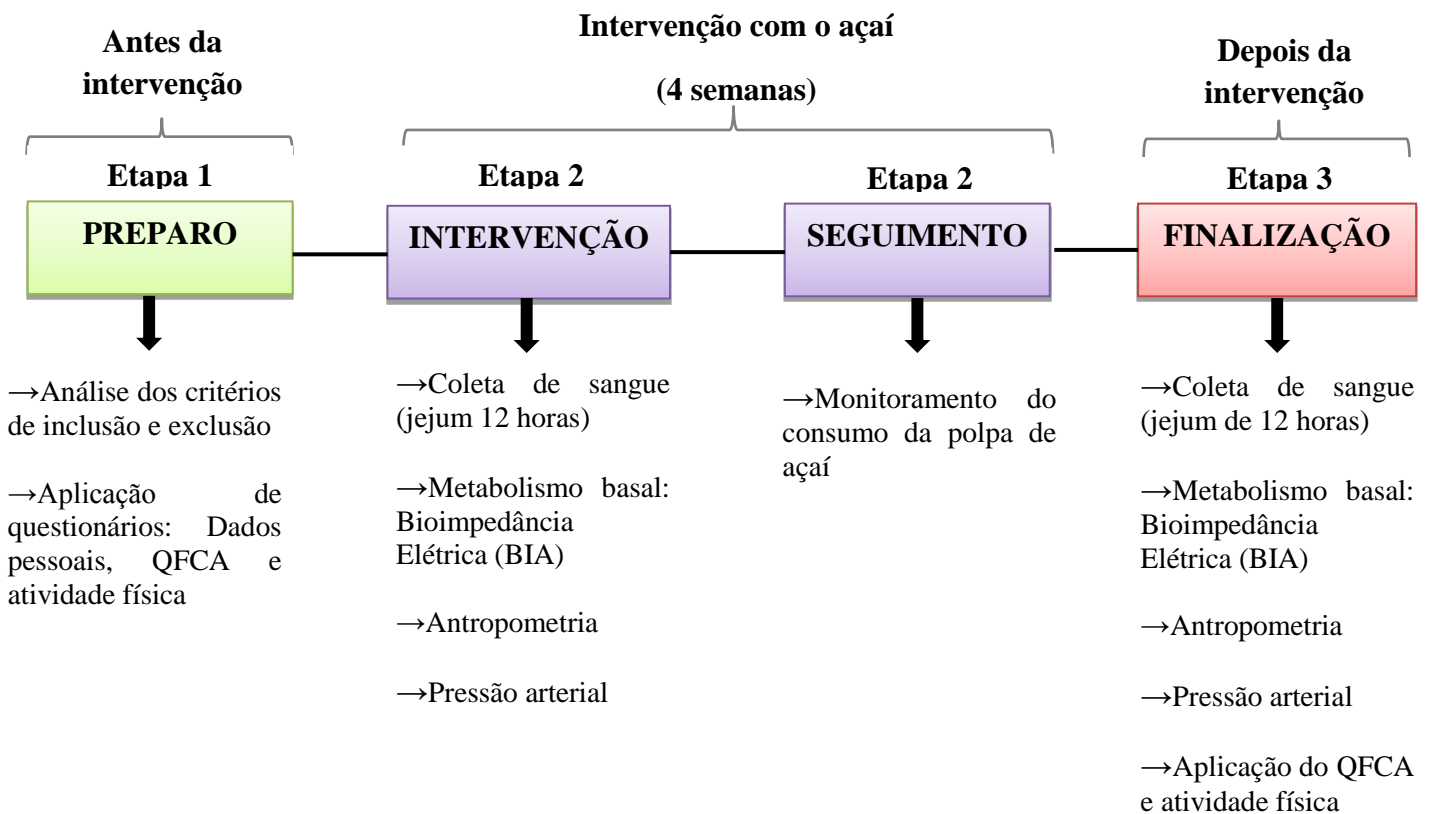 Antes da
intervenção
Intervenção com o açaí
(4 semanas)
Depois da
intervenção
Etapa 1
PREPARO
→Análise dos critérios
de inclusão e exclusão
→Aplicação de
questionários: Dados
pessoais, QFCA e
atividade física
Etapa 2
INTERVENÇÃO
→Coleta de sangue
(jejum 12 horas)
→Metabolismo basal:
Bioimpedância
Elétrica (BIA)
→Antropometria
→Pressão arterial
Etapa 2
SEGUIMENTO
→Monitoramento do
consumo da polpa de
açaí
Etapa 3
FINALIZAÇÃO
→Coleta de sangue
(jejum de 12 horas)
→Metabolismo basal:
Bioimpedância
Elétrica (BIA)
→Antropometria
→Pressão arterial
→Aplicação do QFCA
e atividade física